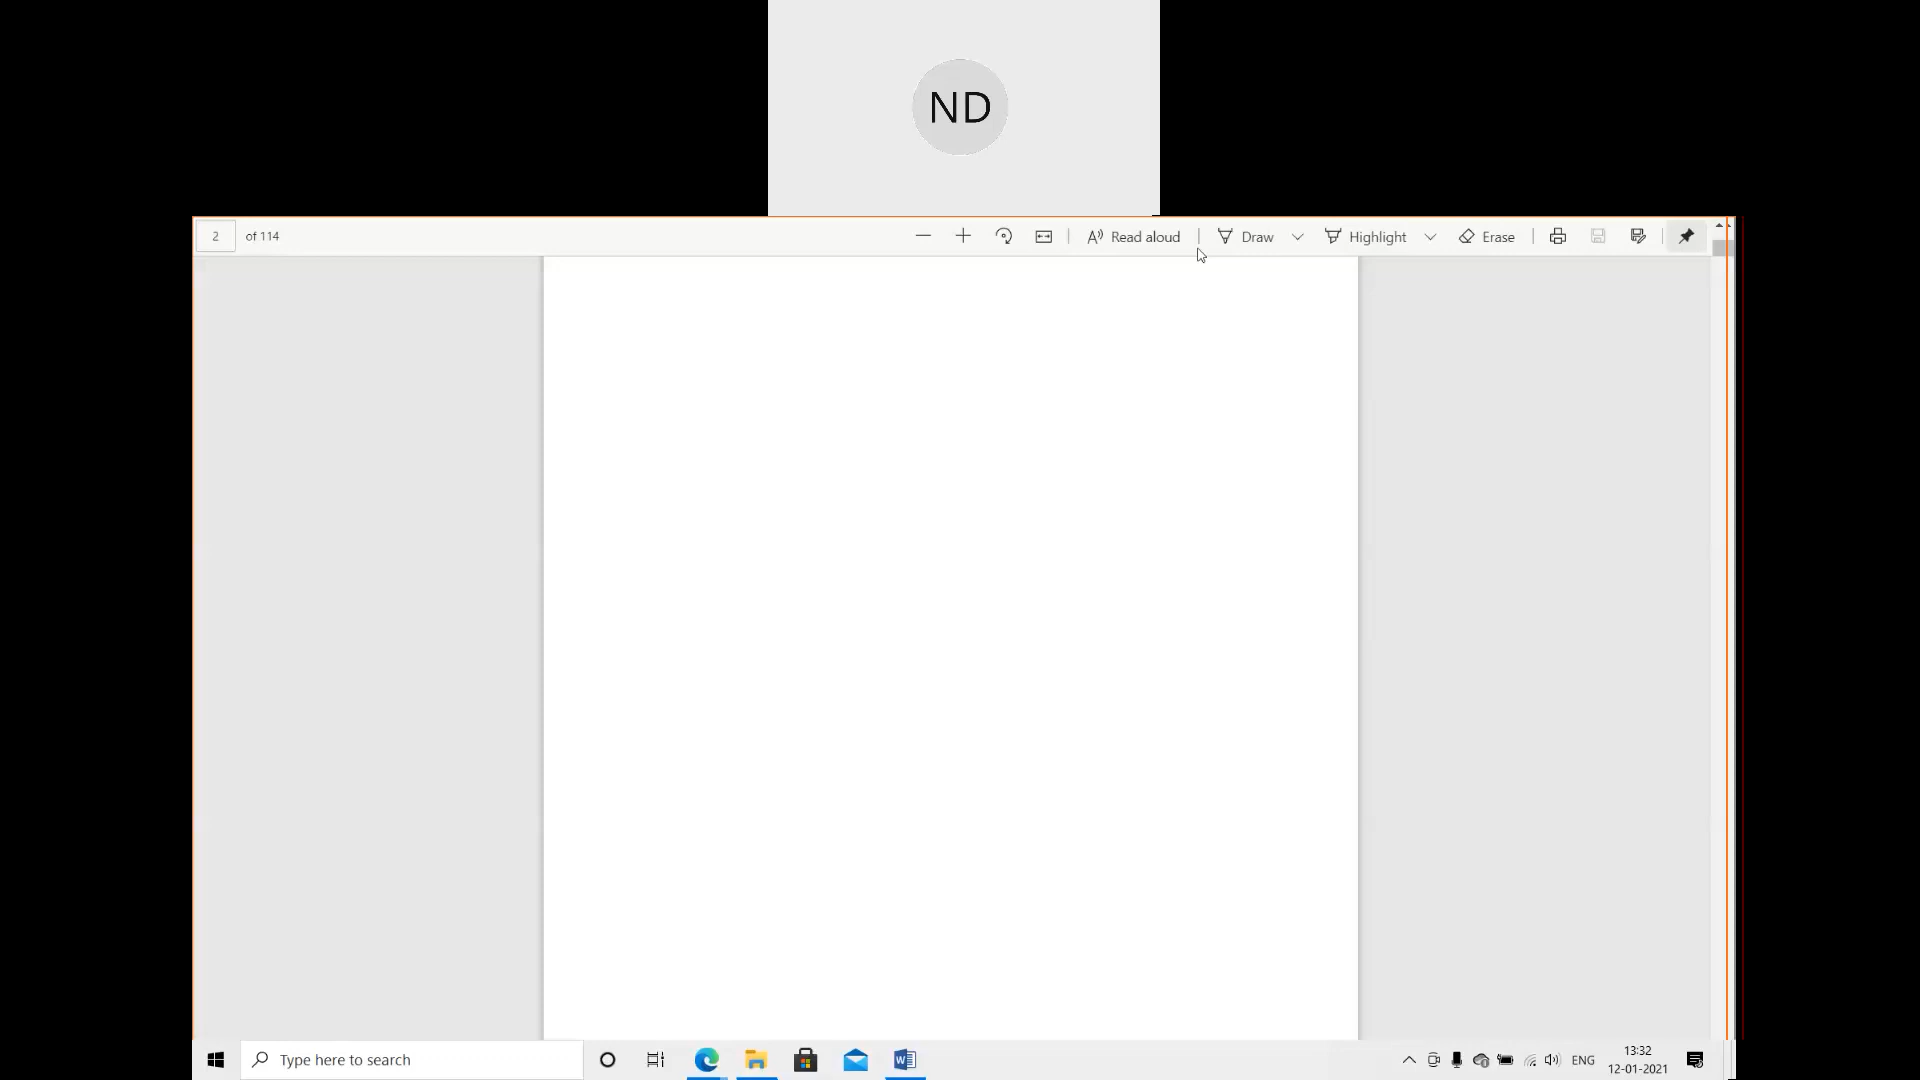 ND
2 of 114
Read aloud
Draw
Highlight
Erase
Type here to search
ENG
13:32
12-01-2021